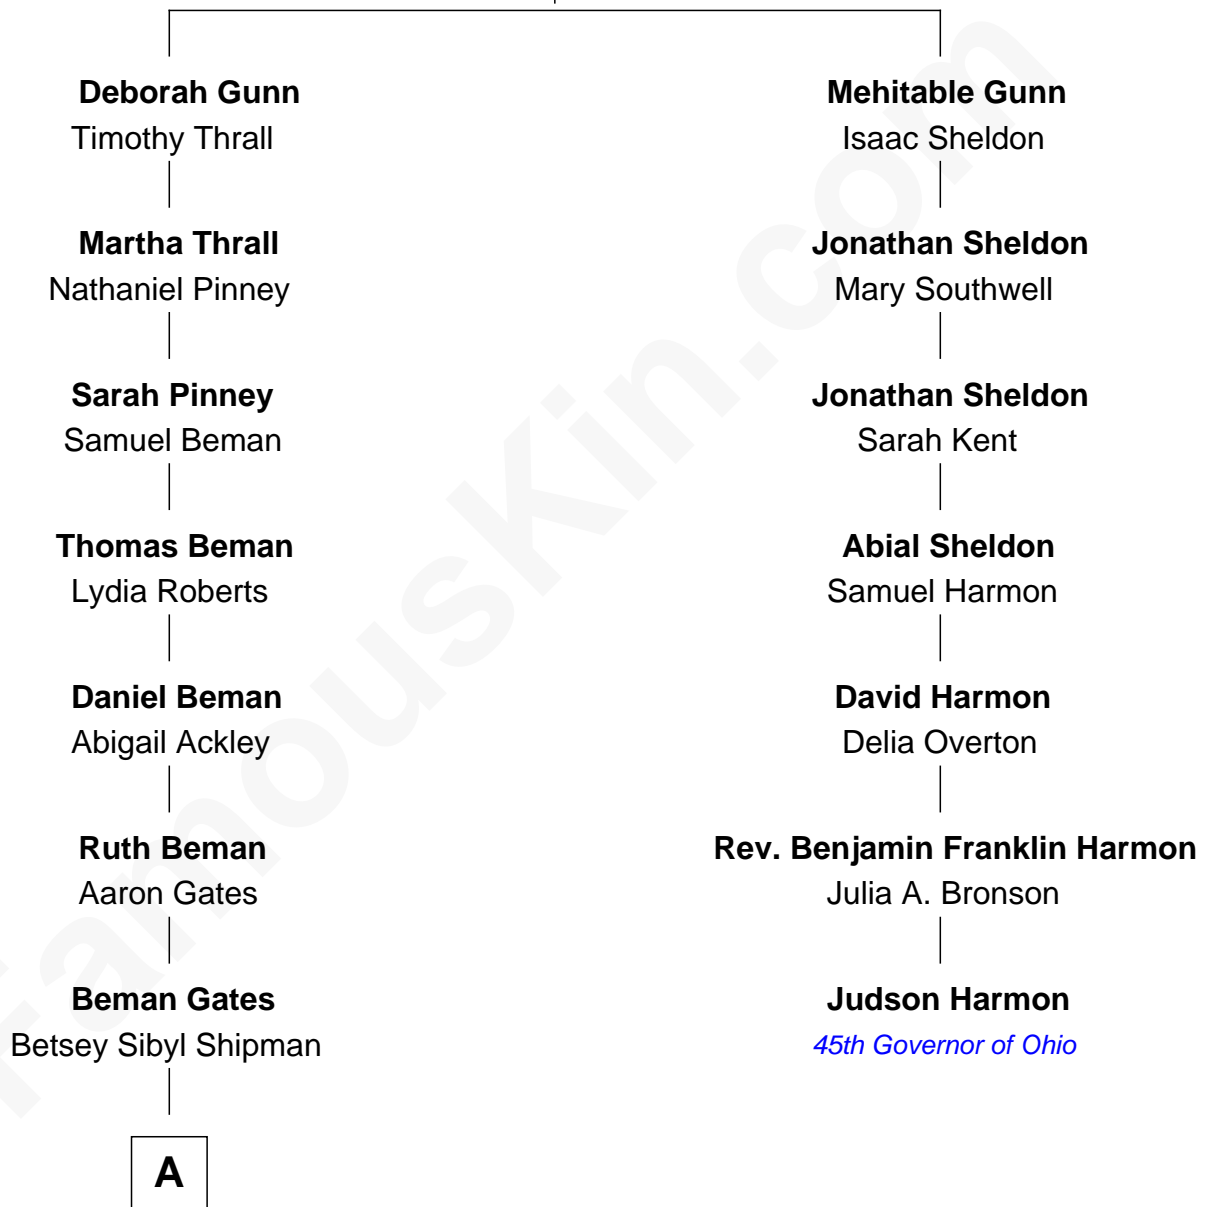 Deborah Gunn
Timothy Thrall
Mehitable Gunn
Isaac Sheldon
Martha Thrall
Nathaniel Pinney
Jonathan Sheldon
Mary Southwell
Sarah Pinney
Samuel Beman
Jonathan Sheldon
Sarah Kent
Thomas Beman
Lydia Roberts
Abial Sheldon
Samuel Harmon
Daniel Beman
Abigail Ackley
David Harmon
Delia Overton
Ruth Beman
Aaron Gates
Rev. Benjamin Franklin Harmon
Julia A. Bronson
Beman Gates
Betsey Sibyl Shipman
Judson Harmon
45th Governor of Ohio
A
FamousKin.com